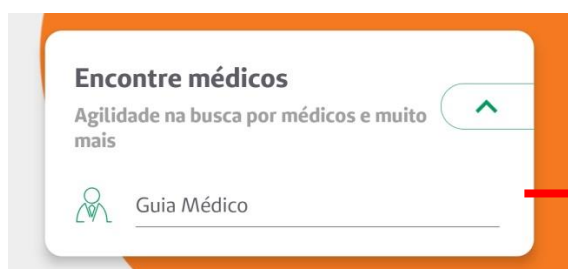 Encontre médicos
Agilidade na busca por médicos e muito
mais
Guia Médico